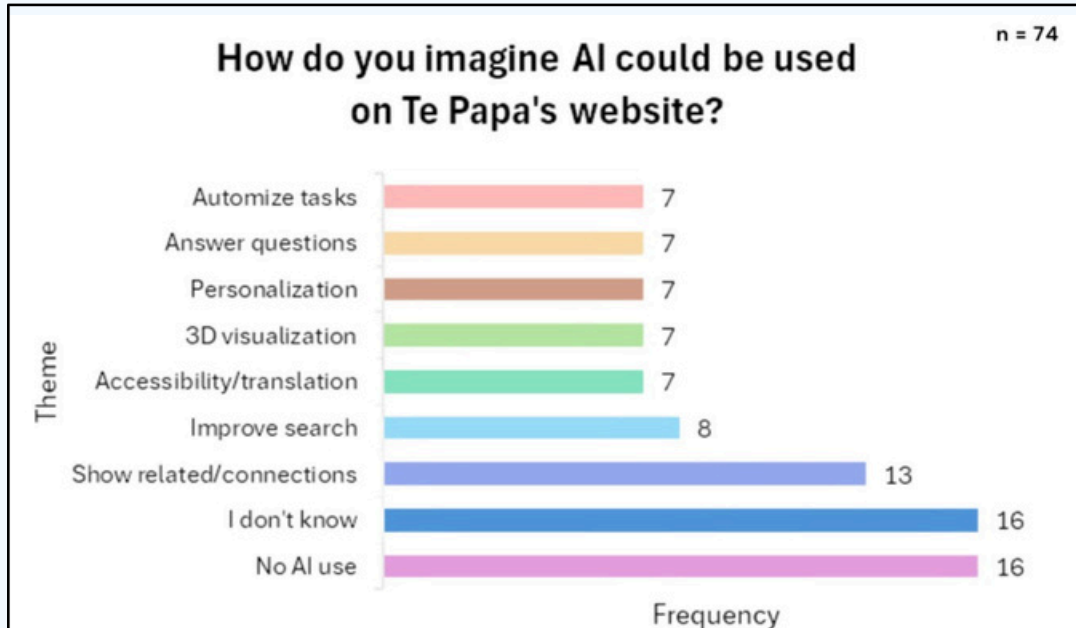 n = 74
How do you imagine AI could be used
on Te Papa's website?
Theme
Automize tasks 7
Answer questions 7
Personalization 7
3D visualization 7
Accessibility/translation 7
Improve search 8
Show related/connections 13
I don't know 16
No AI use 16
Frequency